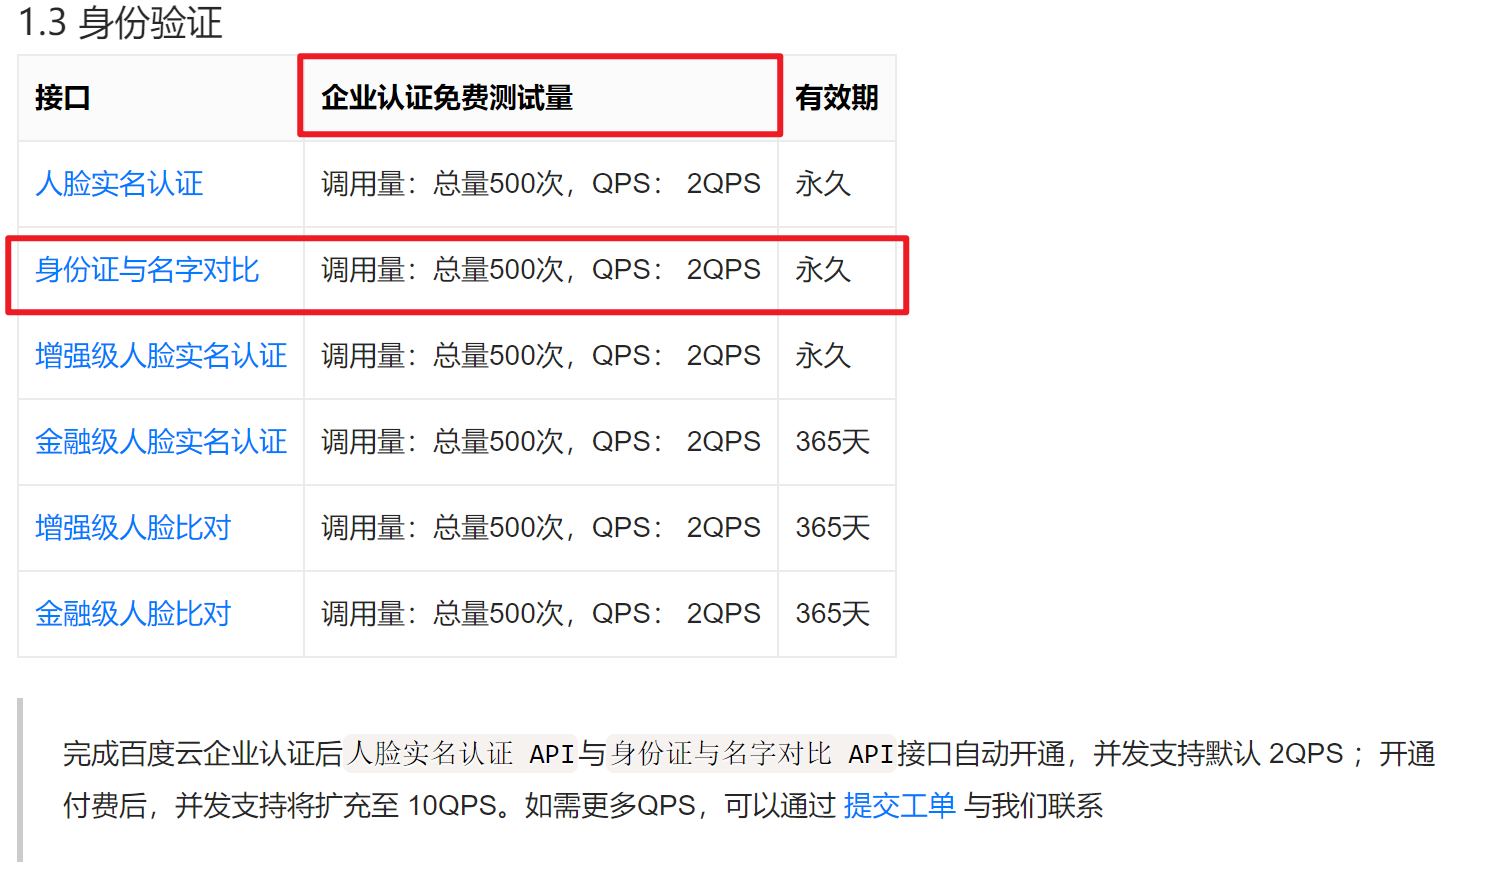 1.3 身份验证
接口 企业认证免费测试量 有效期
人脸实名认证 调用量：总量500次，QPS： 2QPS 永久
身份证与名字对比 调用量：总量500次，QPS： 2QPS 永久
增强级人脸实名认证 调用量：总量500次，QPS： 2QPS 永久
金融级人脸实名认证 调用量：总量500次，QPS： 2QPS 365天
增强级人脸比对 调用量：总量500次，QPS： 2QPS 365天
金融级人脸比对 调用量：总量500次，QPS： 2QPS 365天
完成百度云企业认证后人脸实名认证 API与身份证与名字对比 API接口自动开通，并发支持默认 2QPS ；开通
付费后，并发支持将扩充至 10QPS。如需更多QPS，可以通过 提交工单 与我们联系